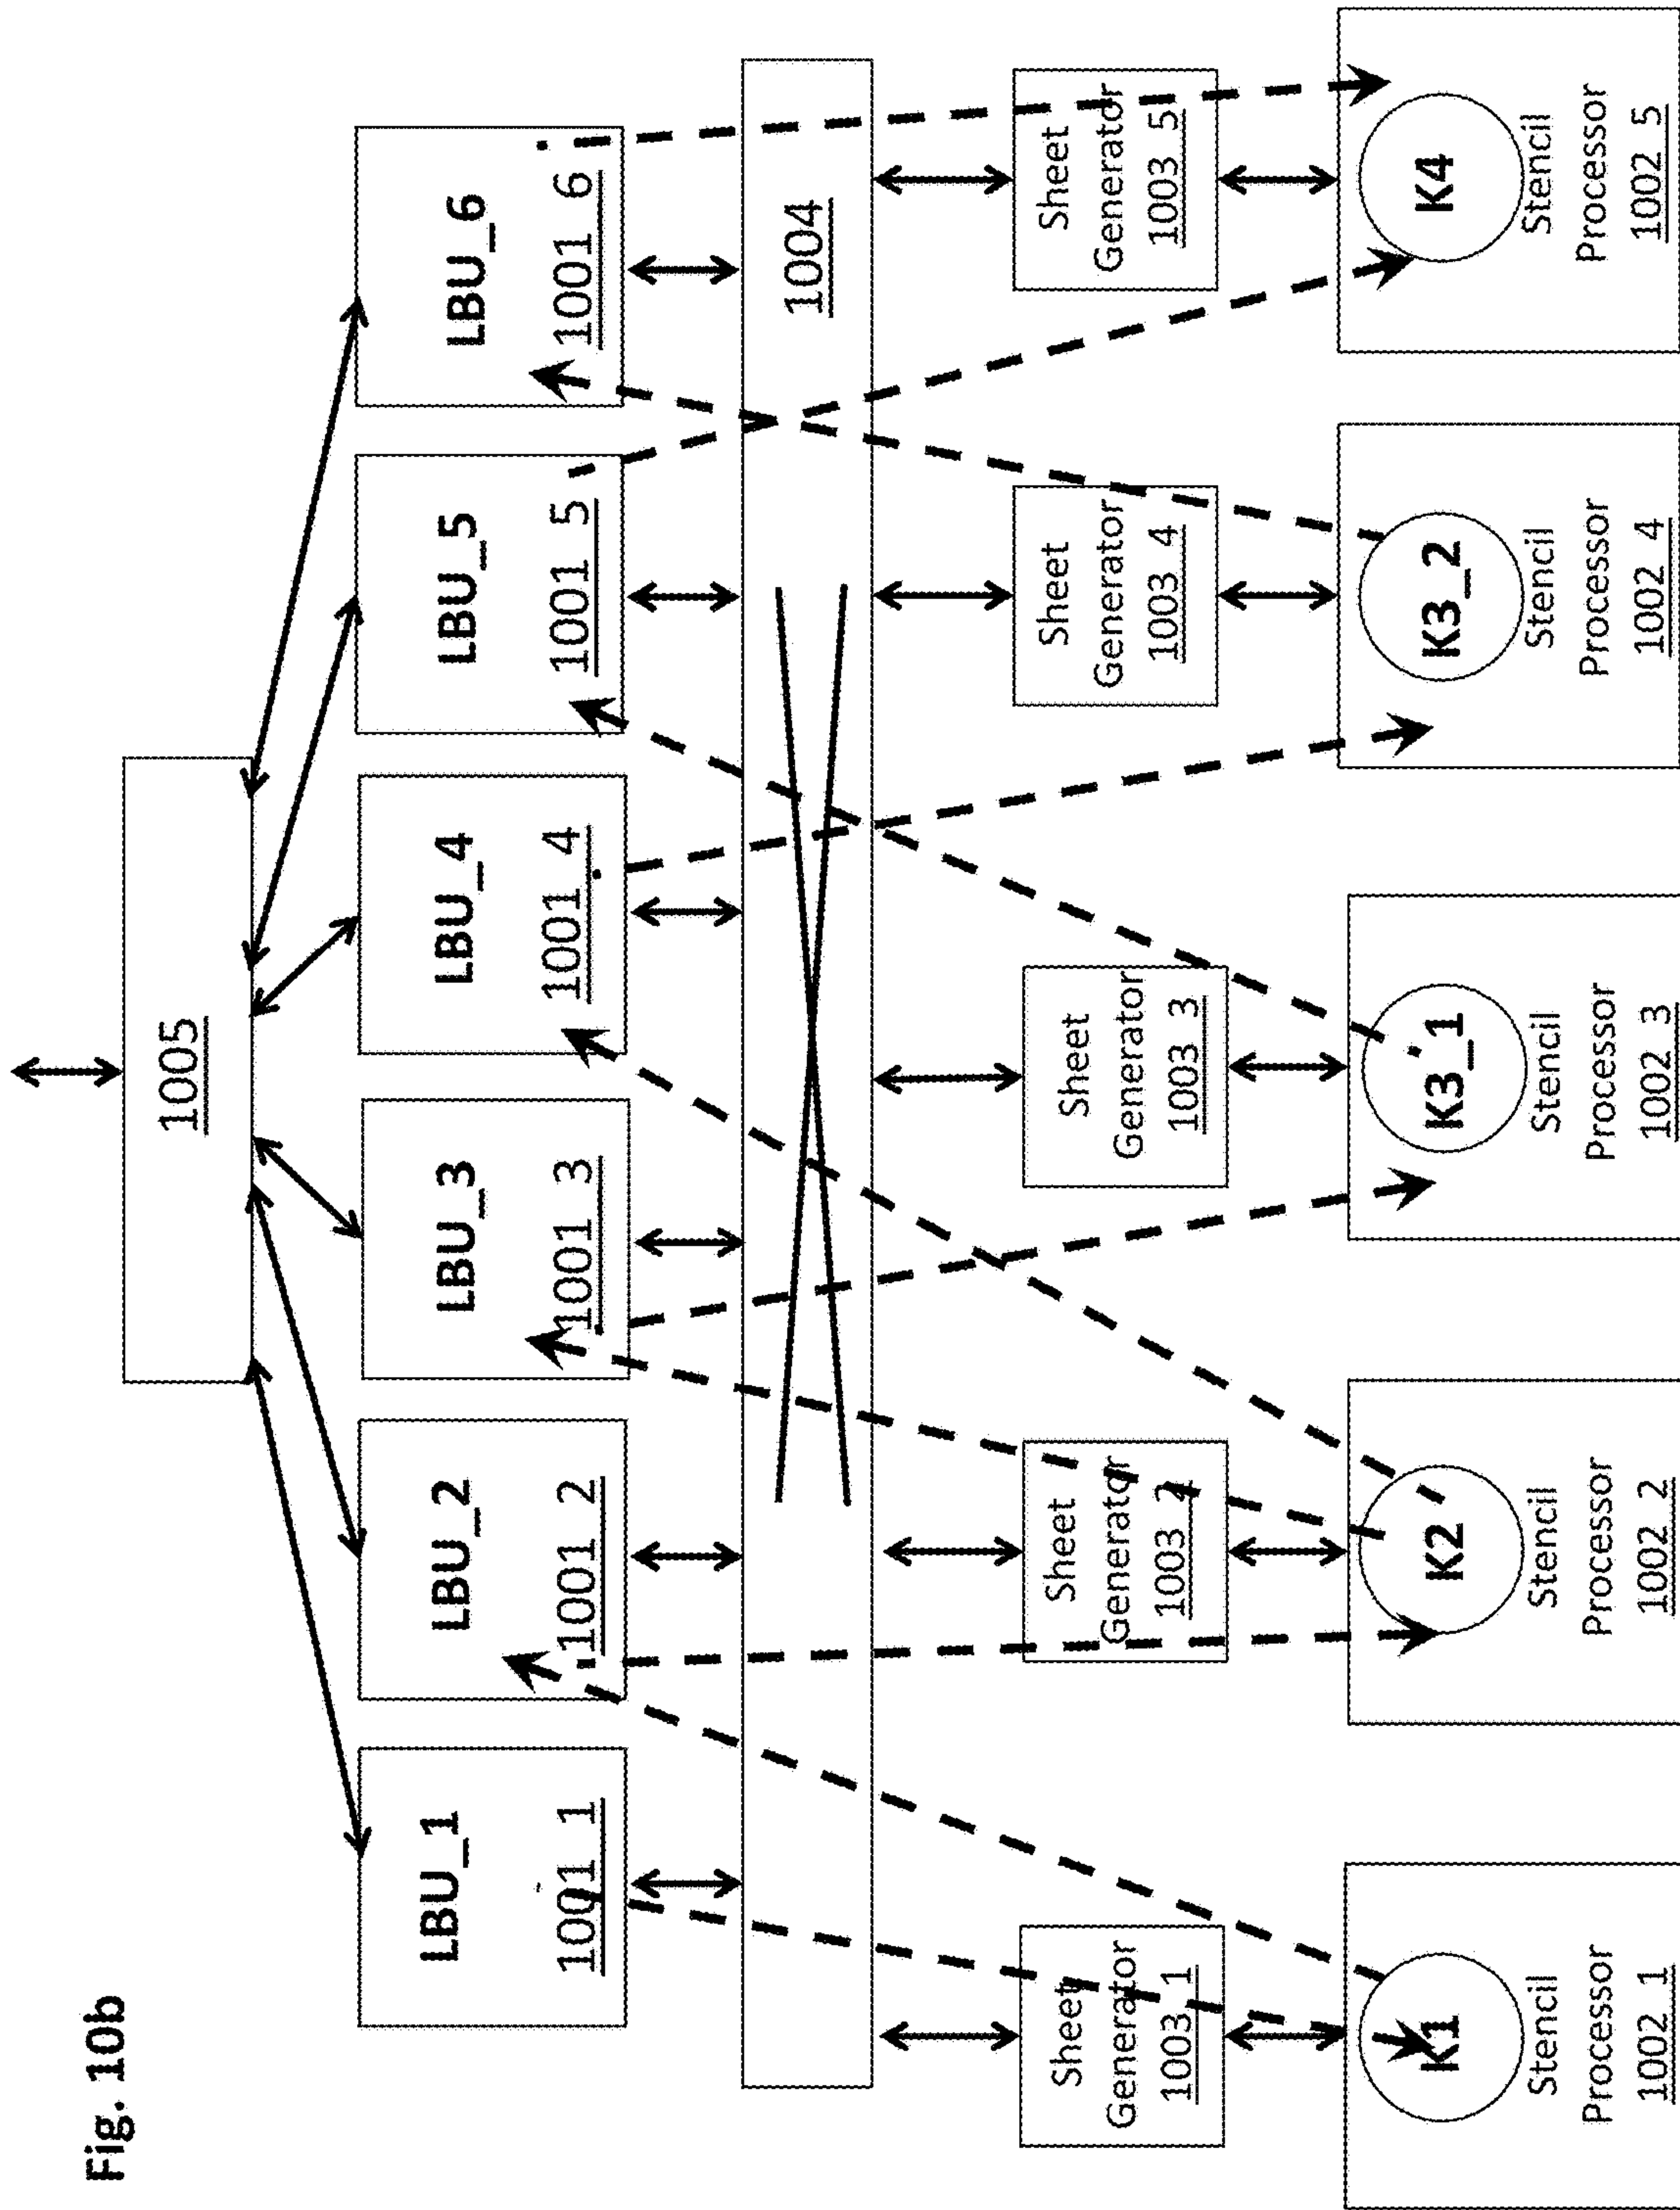 Fig. 10b
1005
LBU_1
1001_1
LBU_2
1001_2
LBU_3
1001_3
LBU_4
1001_4
LBU_5
1001_5
LBU_6
1001_6
1004
Sheet
Generator
1003_1
Sheet
Generator
1003_2
Sheet
Generator
1003_3
Sheet
Generator
1003_4
Sheet
Generator
1003_5
K1
Stencil
Processor
1002_1
K2
Stencil
Processor
1002_2
K3_1
Stencil
Processor
1002_3
K3_2
Stencil
Processor
1002_4
K4
Stencil
Processor
1002_5